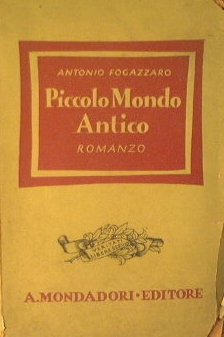 ANTONIO FOGAZZARO
Piccolo Mondo
Antico
ROMANZO
A. MONDADORI · EDITORE